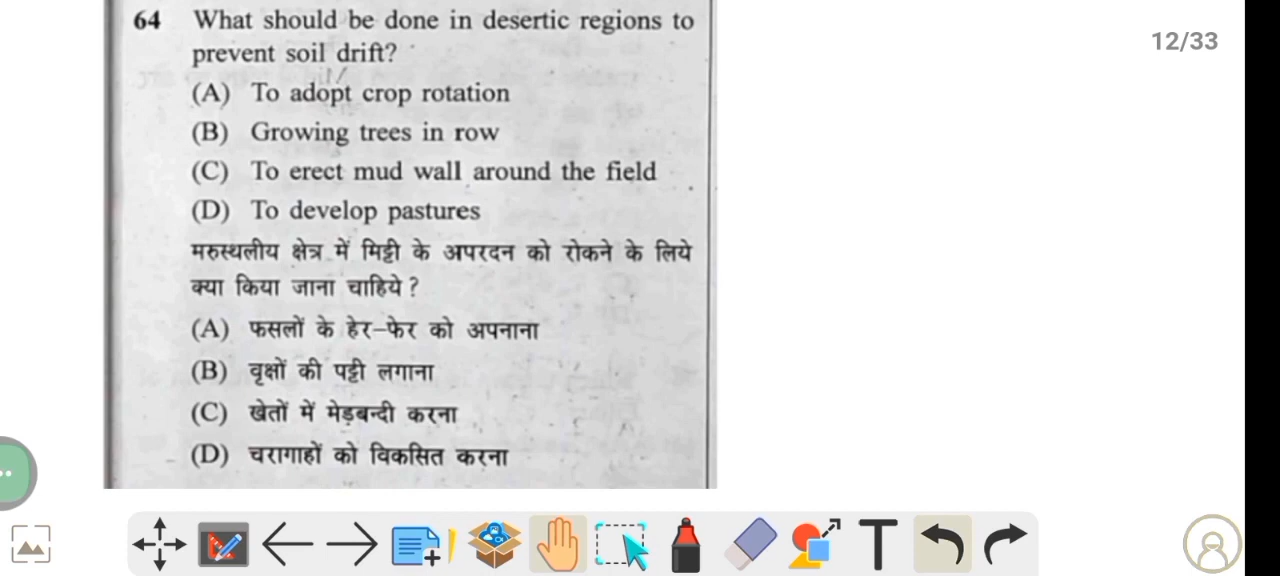 64 What should be done in desertic regions to
prevent soil drift?
(A) To adopt crop rotation
(B) Growing trees in row
(C) To erect mud wall around the field
(D) To develop pastures
मरुस्थलीय क्षेत्र में मिट्टी के अपरदन को रोकने के लिये
क्या किया जाना चाहिये ?
(A) फसलों के हेर-फेर को अपनाना
(B) वृक्षों की पट्टी लगाना
(C) खेतों में मेड़बन्दी करना
(D) चरागाहों को विकसित करना
12/33
T